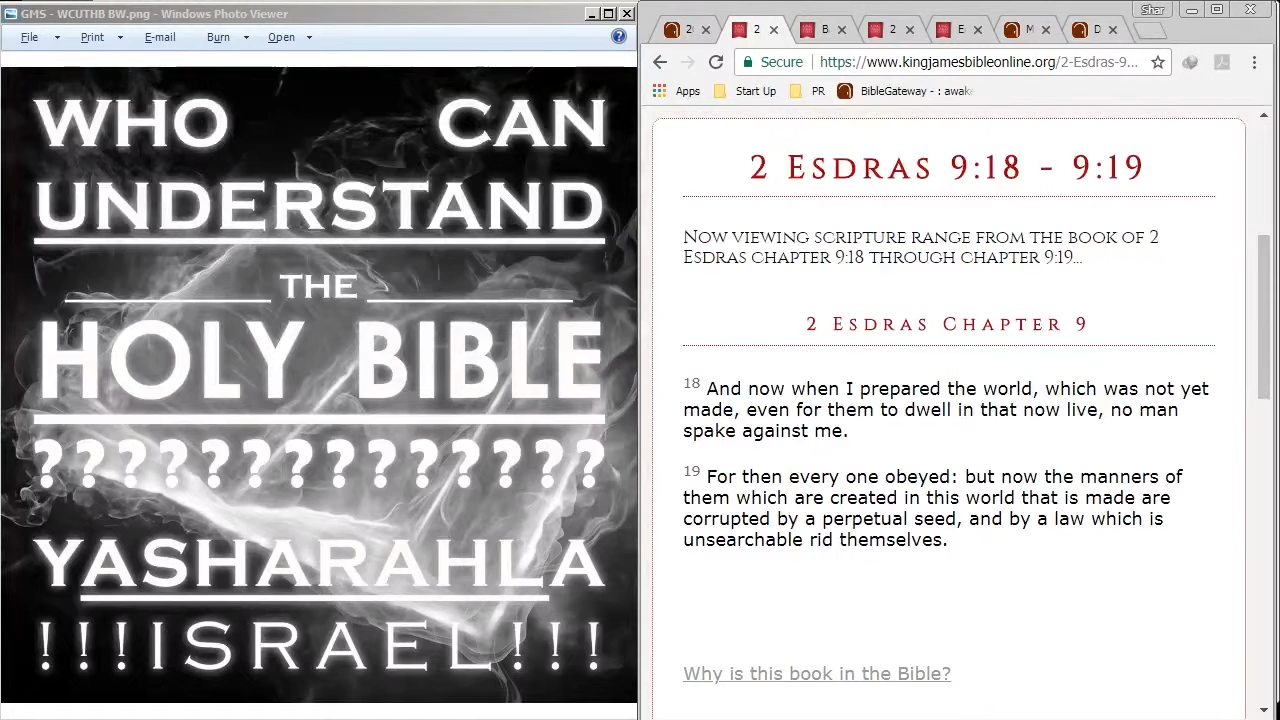 GMS - WCUTHB BW.png - Windows Photo Viewer
File Print E-mail Burn Open
WHO CAN
UNDERSTAND
THE
HOLY BIBLE
???????????????
YASHARAHLA
!!!ISRAEL!!!
Shar
2 2 B 2 E M D
Secure https://www.kingjamesbibleonline.org/2-Esdras-9...
Apps Start Up PR BibleGateway - : awake
2 Esdras 9:18 - 9:19
Now viewing scripture range from the book of 2
Esdras chapter 9:18 through chapter 9:19...
2 Esdras Chapter 9
18 And now when I prepared the world, which was not yet
made, even for them to dwell in that now live, no man
spake against me.
19 For then every one obeyed: but now the manners of
them which are created in this world that is made are
corrupted by a perpetual seed, and by a law which is
unsearchable rid themselves.
Why is this book in the Bible?